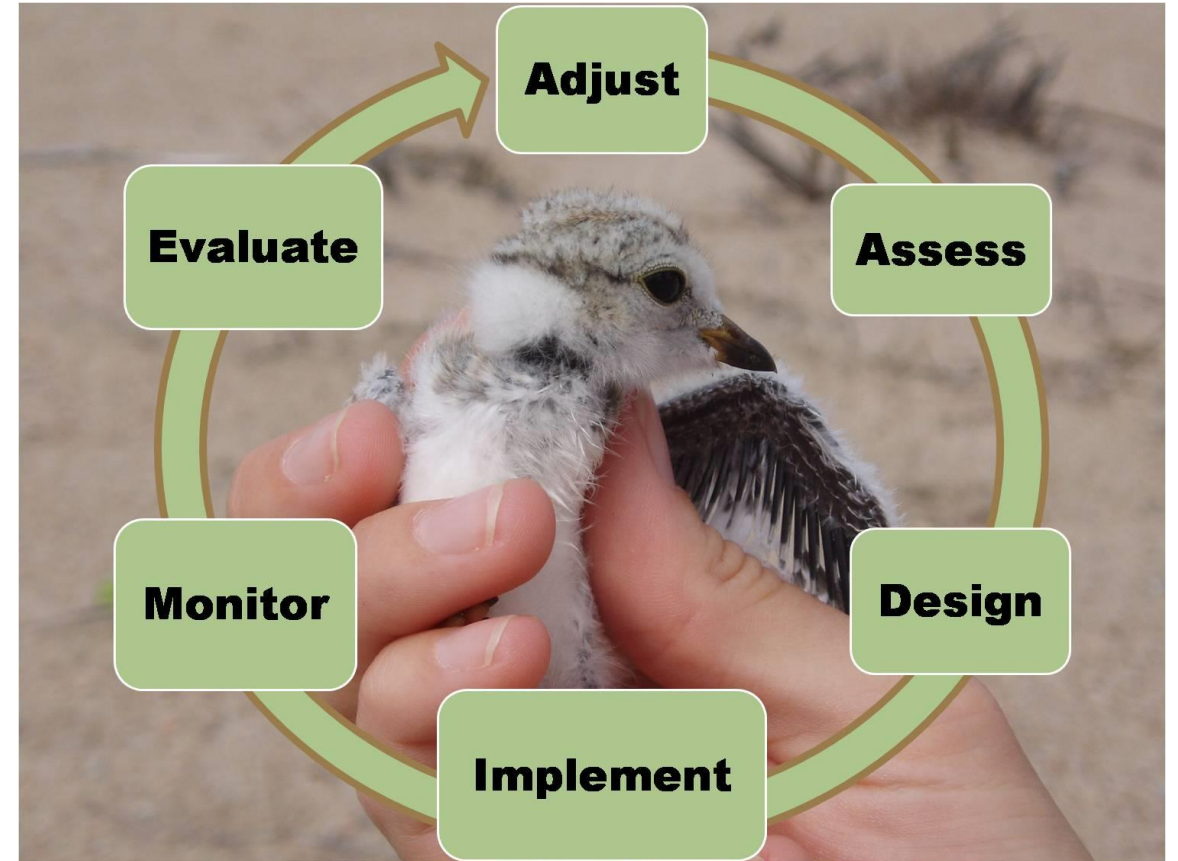 Adjust
Assess
Design
Implement
Monitor
Evaluate